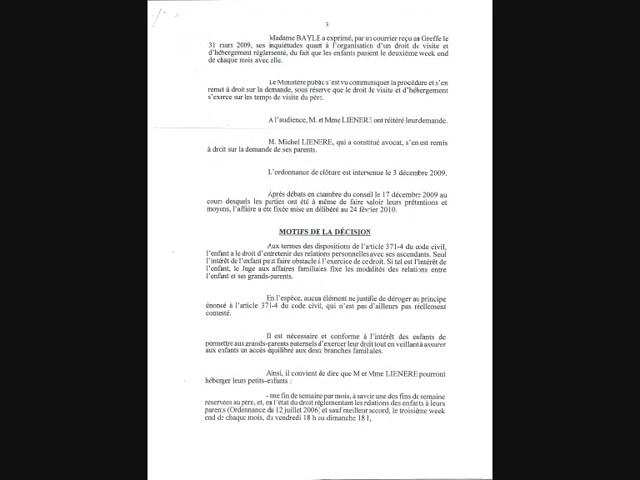 3
Madame BAYLE a exprimé, par un courrier reçu au Greffe le
31 mars 2009, ses inquiétudes quant à l'organisation d'un droit de visite et
d'hébergement réglementé, du fait que les enfants passent le deuxième week end
de chaque mois avec elle.
Le Ministère public s'est vu communiquer la procédure et s'en
remet à droit sur la demande, sous réserve que le droit de visite et d'hébergement
s'exerce sur les temps de visite du père.
A l'audience, M. et Mme LIENERE ont réitéré leur demande.
M. Michel LIENERE, qui a constitué avocat, s'en est remis
à droit sur la demande de ses parents.
L'ordonnance de clôture est intervenue le 3 décembre 2009.
Après débats en chambre du conseil le 17 décembre 2009 au
cours desquels les parties ont été à même de faire valoir leurs prétentions et
moyens, l'affaire a été fixée mise en délibéré au 24 février 2010.
MOTIFS DE LA DÉCISION
Aux termes des dispositions de l'article 371-4 du code civil,
l'enfant a le droit d'entretenir des relations personnelles avec ses ascendants. Seul
l'intérêt de l'enfant peut faire obstacle à l'exercice de ce droit. Si tel est l'intérêt de
l'enfant, le Juge aux affaires familiales fixe les modalités des relations entre
l'enfant et ses grands-parents.
En l'espèce, aucun élément ne justifie de déroger au principe
énoncé à l'article 371-4 du code civil, qui n'est pas d'ailleurs pas réellement
contesté.
Il est nécessaire et conforme à l'intérêt des enfants de
permettre aux grands-parents paternels d'exercer leur droit tout en veillant à assurer
aux enfants un accès équilibré aux deux branches familiales.
Ainsi, il convient de dire que M et Mme LIENERE pourront
héberger leurs petits-enfants :
- une fin de semaine par mois, à savoir une des fins de semaine
réservées au père, et, en l'état du droit réglementant les relations des enfants à leurs
parents (Ordonnance du 12 juillet 2006) et sauf meilleur accord, le troisième week
end de chaque mois, du vendredi 18 h au dimanche 18 h,